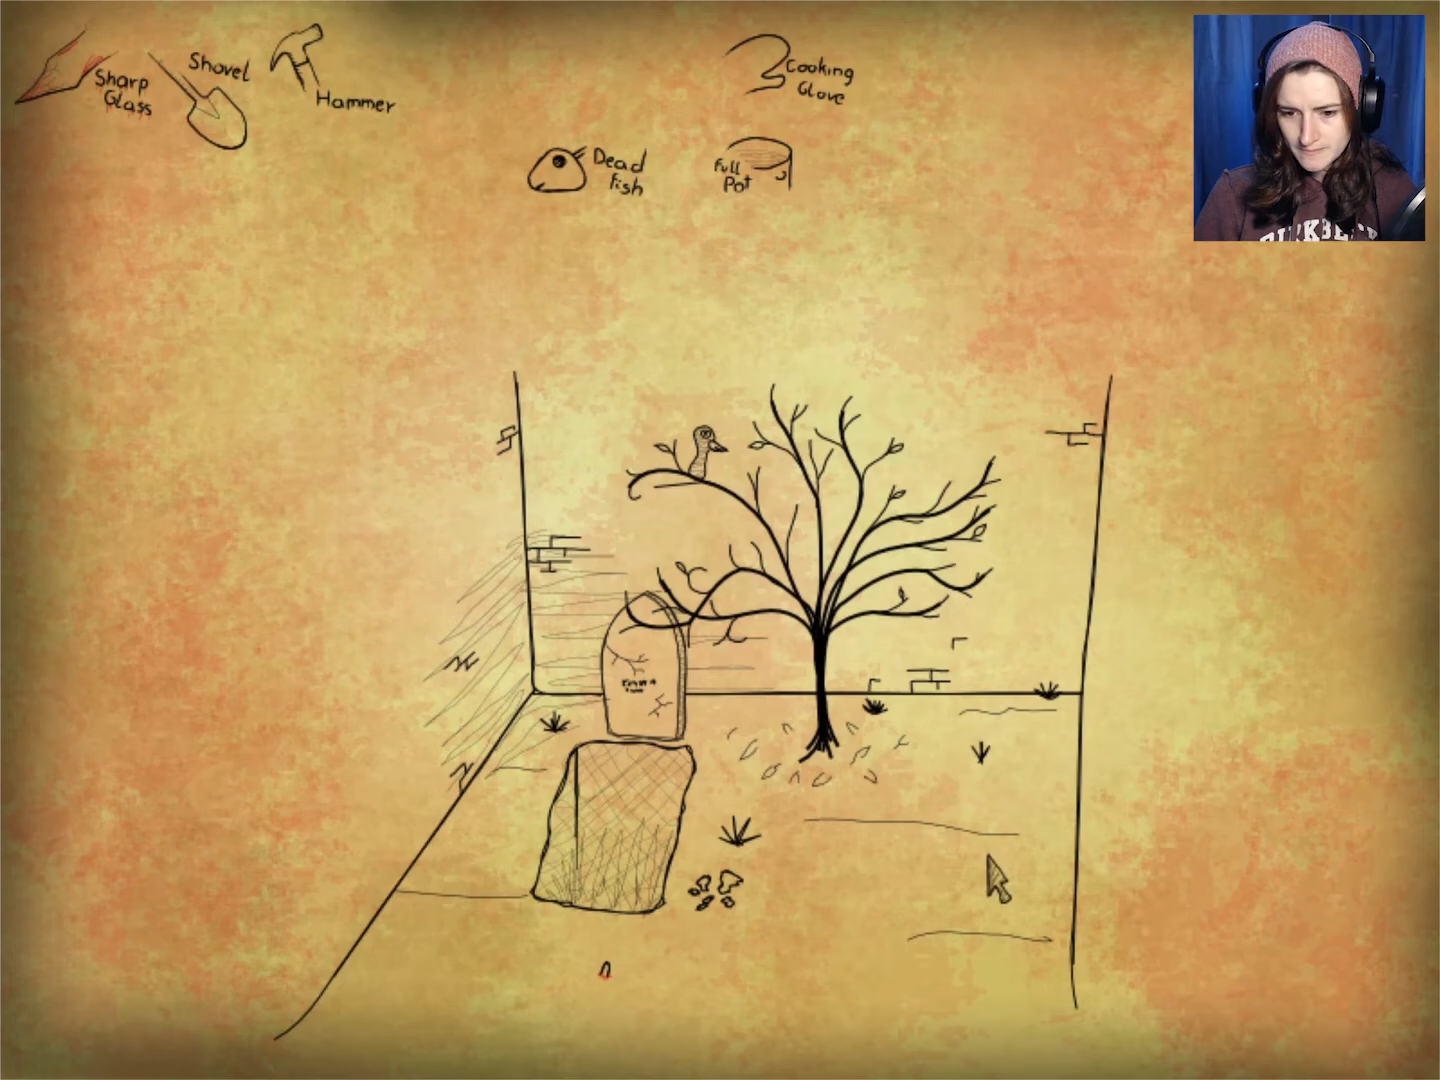 Sharp
Glass
Shovel
Hammer
Cooking
Glove
Dead
fish
Full
Pot